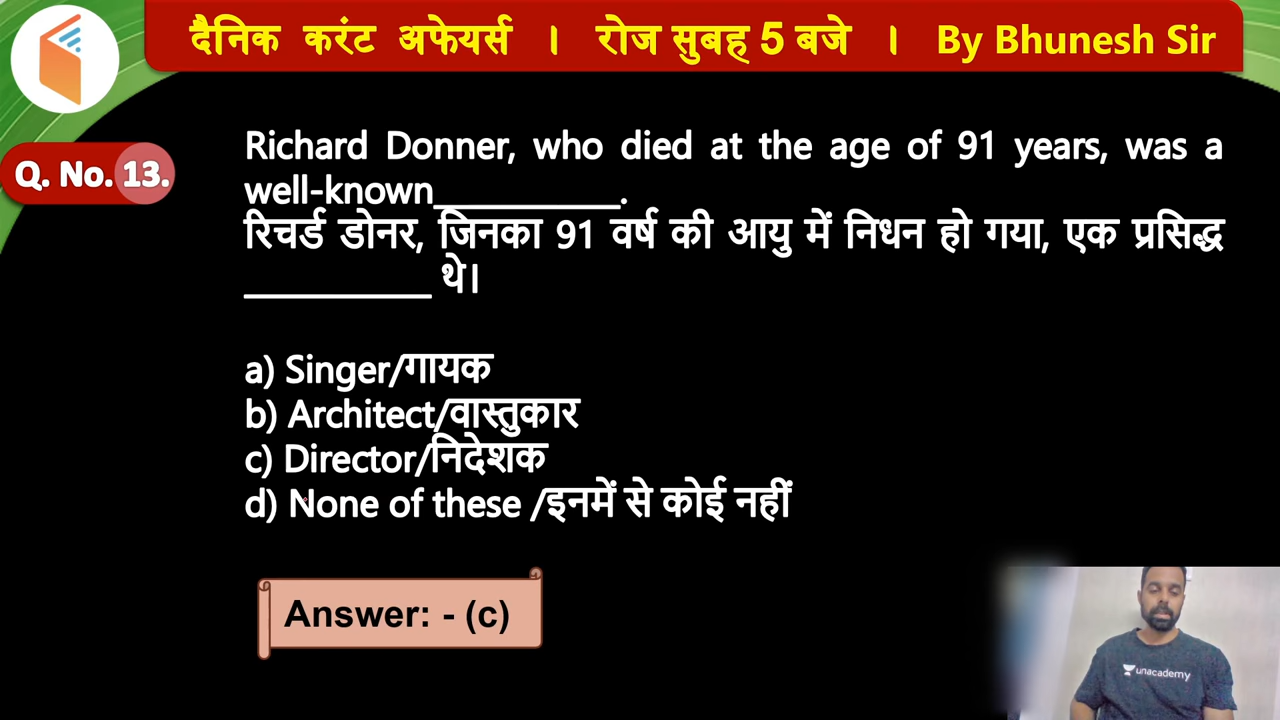 दैनिक करंट अफेयर्स । रोज सुबह 5 बजे । By Bhunesh Sir
Q. No. 13.
Richard Donner, who died at the age of 91 years, was a
well-known__________.
रिचर्ड डोनर, जिनका 91 वर्ष की आयु में निधन हो गया, एक प्रसिद्ध
__________ थे।
a) Singer/गायक
b) Architect/वास्तुकार
c) Director/निदेशक
d) None of these /इनमें से कोई नहीं
Answer: - (c)
unacademy